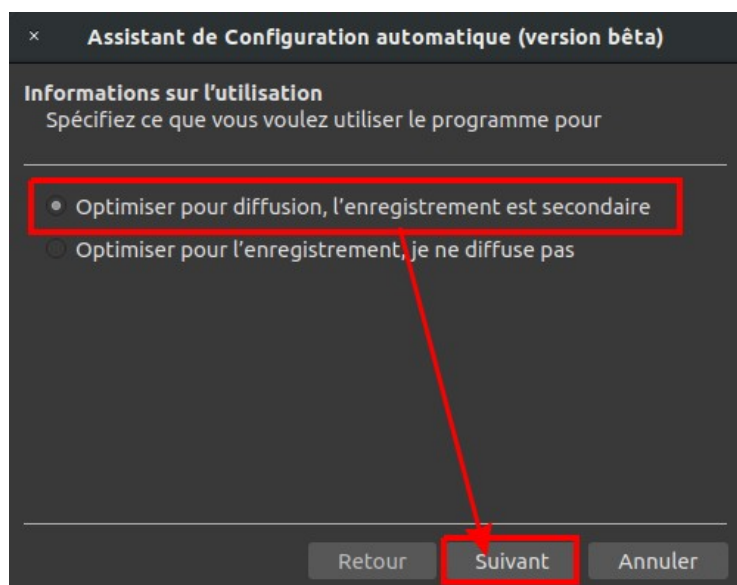 × Assistant de Configuration automatique (version bêta)
Informations sur l’utilisation
Spécifiez ce que vous voulez utiliser le programme pour
Optimiser pour diffusion, l’enregistrement est secondaire
Optimiser pour l’enregistrement, je ne diffuse pas
Retour Suivant Annuler